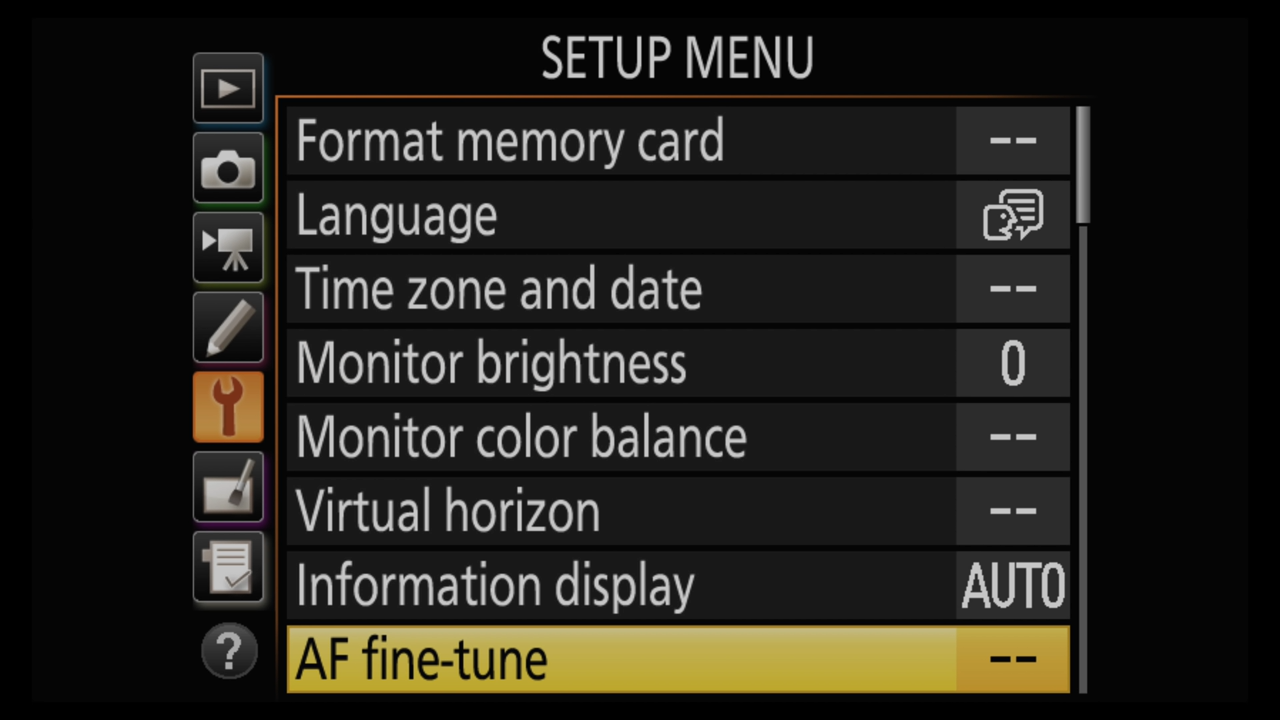 SETUP MENU
Format memory card --
Language
Time zone and date --
Monitor brightness 0
Monitor color balance --
Virtual horizon --
Information display AUTO
AF fine-tune --
?